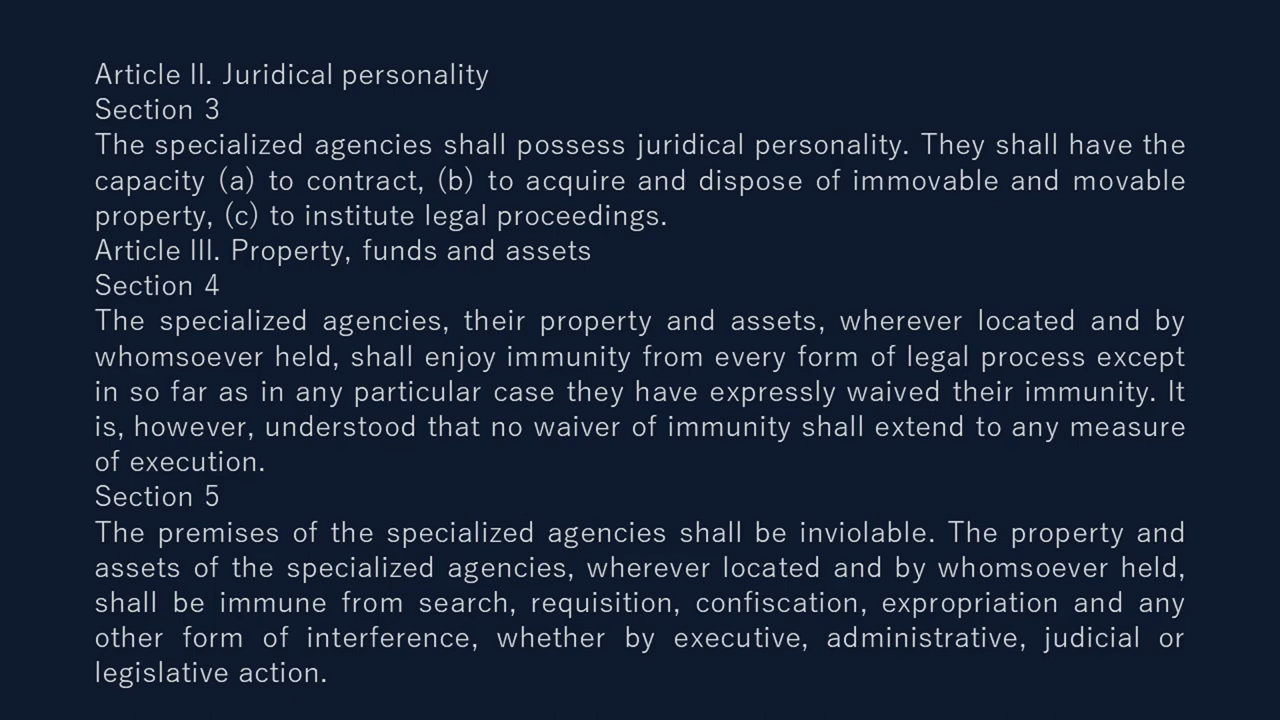 Article II. Juridical personality
Section 3
The specialized agencies shall possess juridical personality. They shall have the
capacity (a) to contract, (b) to acquire and dispose of immovable and movable
property, (c) to institute legal proceedings.
Article III. Property, funds and assets
Section 4
The specialized agencies, their property and assets, wherever located and by
whomsoever held, shall enjoy immunity from every form of legal process except
in so far as in any particular case they have expressly waived their immunity. It
is, however, understood that no waiver of immunity shall extend to any measure
of execution.
Section 5
The premises of the specialized agencies shall be inviolable. The property and
assets of the specialized agencies, wherever located and by whomsoever held,
shall be immune from search, requisition, confiscation, expropriation and any
other form of interference, whether by executive, administrative, judicial or
legislative action.